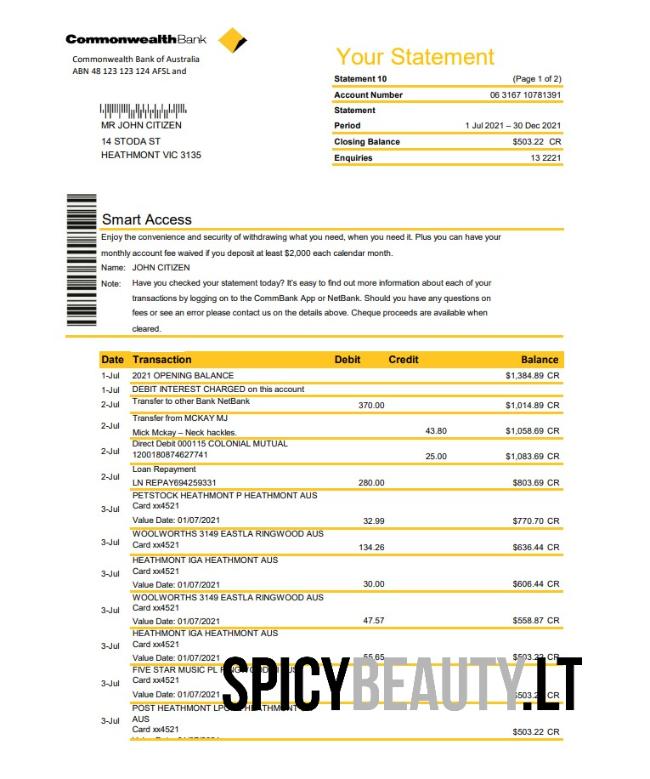 CommonwealthBank
Commonwealth Bank of Australia
ABN 48 123 123 124 AFSL and
Your Statement
Statement 10 (Page 1 of 2)
Account Number 06 3167 10781391
Statement
Period 1 Jul 2021 – 30 Dec 2021
Closing Balance $503.22 CR
Enquiries 13 2221
MR JOHN CITIZEN
14 STODA ST
HEATHMONT VIC 3135
Smart Access
Enjoy the convenience and security of withdrawing what you need, when you need it. Plus you can have your
monthly account fee waived if you deposit at least $2,000 each calendar month.
Name: JOHN CITIZEN
Note: Have you checked your statement today? It's easy to find out more information about each of your
transactions by logging on to the CommBank App or NetBank. Should you have any questions on
fees or see an error please contact us on the details above. Cheque proceeds are available when
cleared.
Date Transaction Debit Credit Balance
1-Jul 2021 OPENING BALANCE $1,384.89 CR
1-Jul DEBIT INTEREST CHARGED on this account
2-Jul Transfer to other Bank NetBank 370.00 $1,014.89 CR
2-Jul Transfer from MCKAY MJ
Mick Mckay – Neck hackles. 43.80 $1,058.69 CR
2-Jul Direct Debit 000115 COLONIAL MUTUAL
1200180874627741 25.00 $1,083.69 CR
2-Jul Loan Repayment
LN REPAY694259331 280.00 $803.69 CR
PETSTOCK HEATHMONT P HEATHMONT AUS
3-Jul Card xx4521
Value Date: 01/07/2021 32.99 $770.70 CR
WOOLWORTHS 3149 EASTLA RINGWOOD AUS
3-Jul Card xx4521 134.26 $636.44 CR
HEATHMONT IGA HEATHMONT AUS
3-Jul Card xx4521
Value Date: 01/07/2021 30.00 $606.44 CR
WOOLWORTHS 3149 EASTLA RINGWOOD AUS
3-Jul Card xx4521
Value Date: 01/07/2021 47.57 $558.87 CR
HEATHMONT IGA HEATHMONT AUS
3-Jul Card xx4521
Value Date: 01/07/2021 55.65 $503.22 CR
FIVE STAR MUSIC PL
3-Jul Card xx4521
Value Date: 01/07/2021 CR
POST HEATHMONT HEATHMONT
3-Jul AUS
Card xx4521 $503.22 CR
SPICYBEAUTY.LT